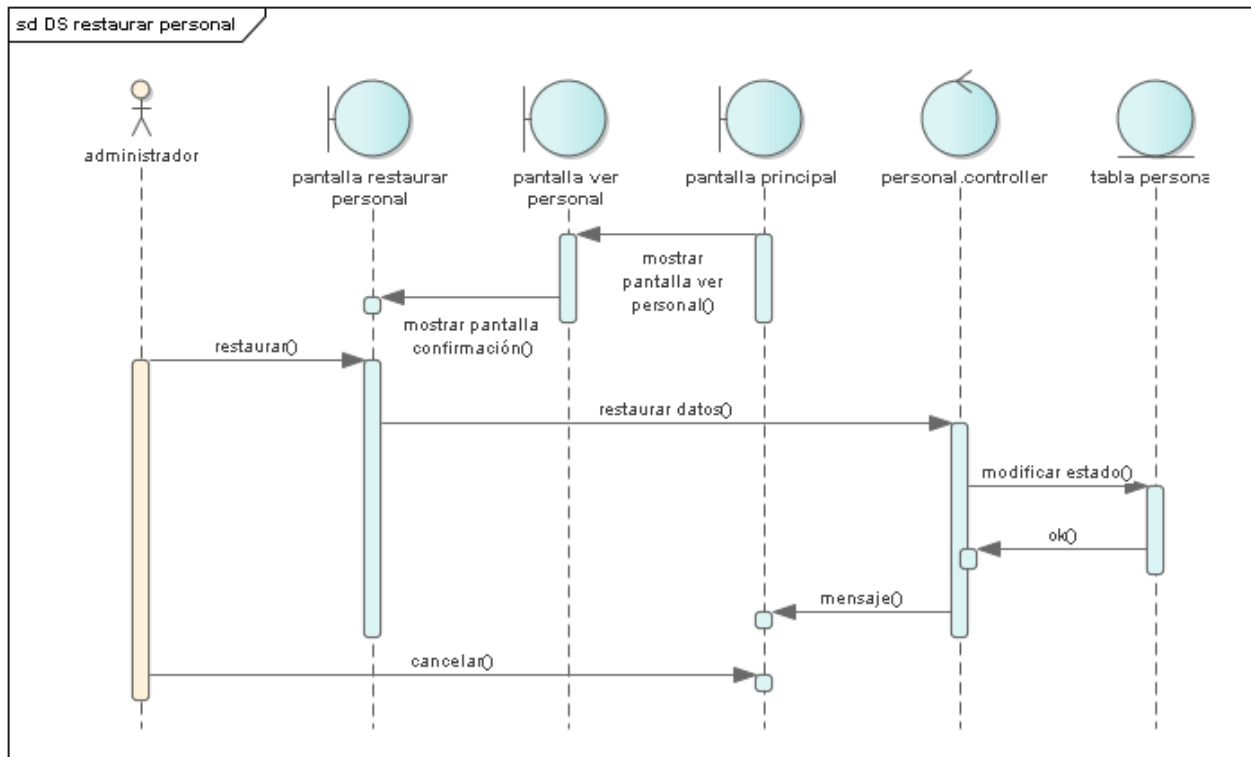 sd DS restaurar personal
administrador
pantalla restaurar
personal
pantalla ver
personal
pantalla principal
personal.controller
tabla persona
mostrar
pantalla ver
personal()
mostrar pantalla
confirmación()
restaurar()
restaurar datos()
modificar estado()
ok()
mensaje()
cancelar()